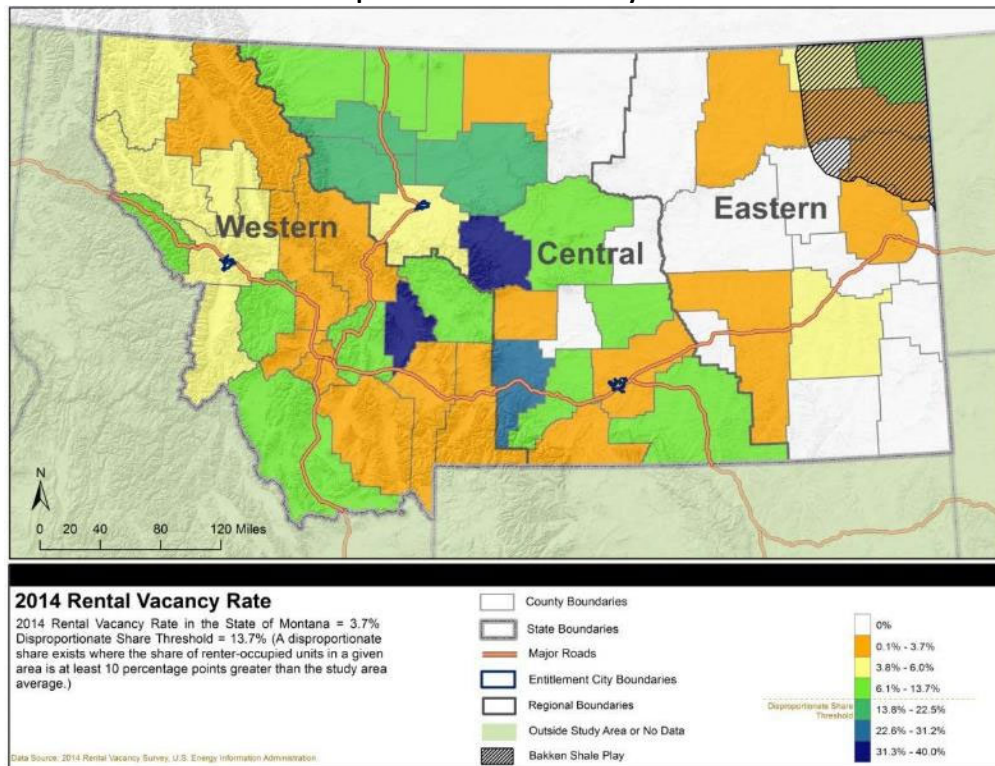 Western
Central
Eastern
N
0 20 40 80 120 Miles
2014 Rental Vacancy Rate
2014 Rental Vacancy Rate in the State of Montana = 3.7%
Disproportionate Share Threshold = 13.7% (A disproportionate
share exists where the share of renter-occupied units in a given
area is at least 10 percentage points greater than the study area
average.)
Data Source: 2014 Rental Vacancy Survey, U.S. Energy Information Administration
County Boundaries
State Boundaries
Major Roads
Entitlement City Boundaries
Regional Boundaries
Outside Study Area or No Data
Bakken Shale Play
0%
0.1% - 3.7%
3.8% - 6.0%
6.1% - 13.7%
Disproportionate Share
Threshold
13.8% - 22.5%
22.6% - 31.2%
31.3% - 40.0%